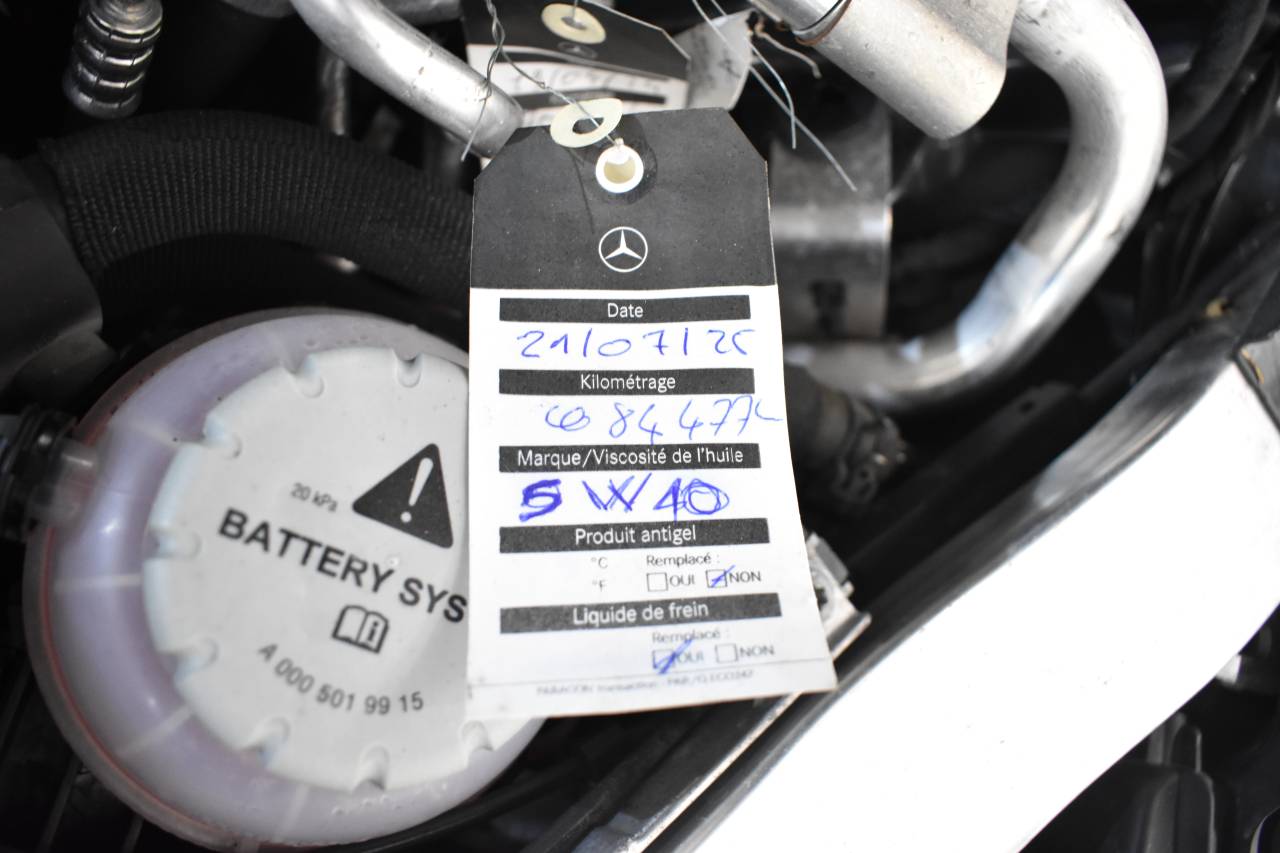 Date
21/07/25
Kilométrage
84477
Marque/Viscosité de l'huile
5W40
Produit antigel
°C Remplacé :
°F OUI NON
Liquide de frein
Remplacé :
OUI NON
20 kPa
BATTERY SYS
A 000 501 99 15